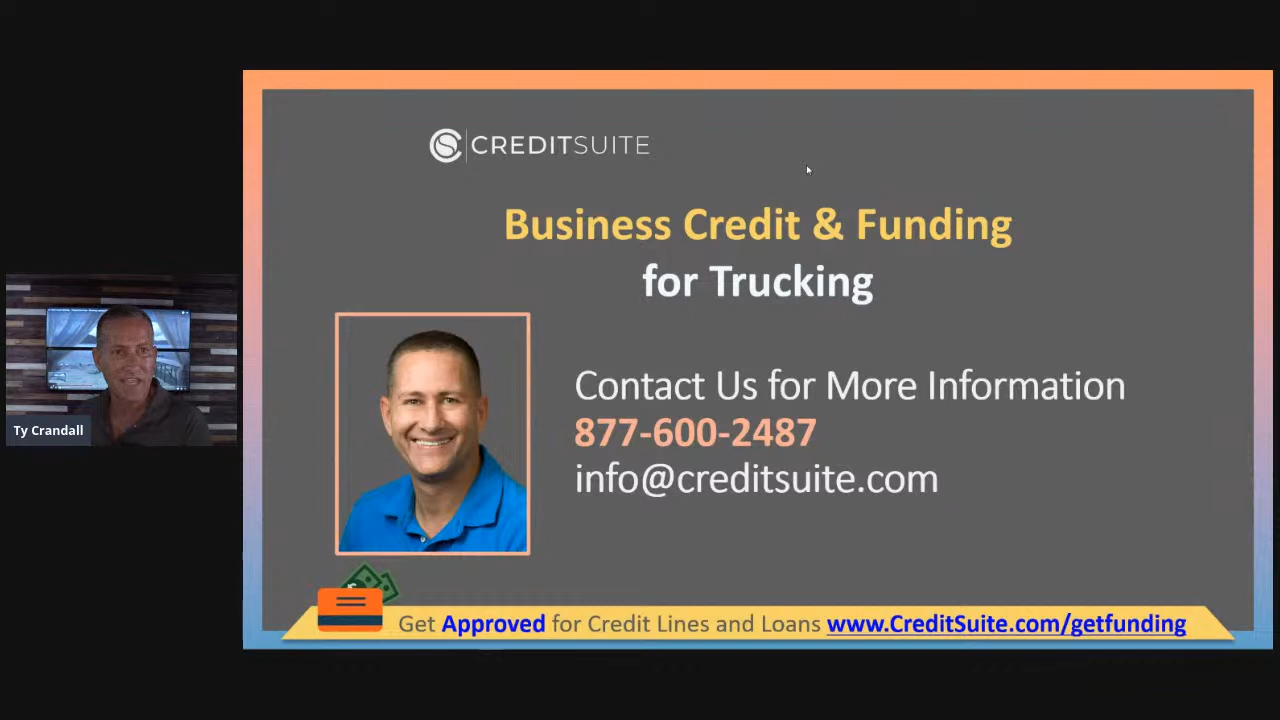 CREDITSUITE
Business Credit & Funding
for Trucking
Contact Us for More Information
877-600-2487
info@creditsuite.com
Ty Crandall
Get Approved for Credit Lines and Loans www.CreditSuite.com/getfunding